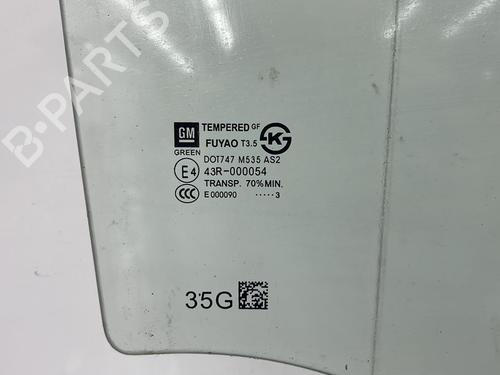 B-PARTS
GM
GREEN
TEMPERED GF
FUYAO T3.5
K
DOT747 M535 AS2
E4 43R-000054
TRANSP. 70% MIN.
CCC E000090 ·····3
35G